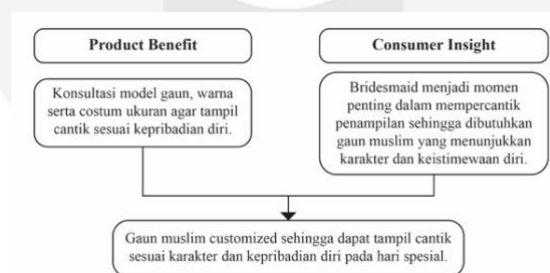 Product Benefit
Konsultasi model gaun, warna
serta costum ukuran agar tampil
cantik sesuai kepribadian diri.
Consumer Insight
Bridesmaid menjadi momen
penting dalam mempercantik
penampilan sehingga dibutuhkan
gaun muslim yang menunjukkan
karakter dan keistimewaan diri.
Gaun muslim customized sehingga dapat tampil cantik
sesuai karakter dan kepribadian diri pada hari spesial.